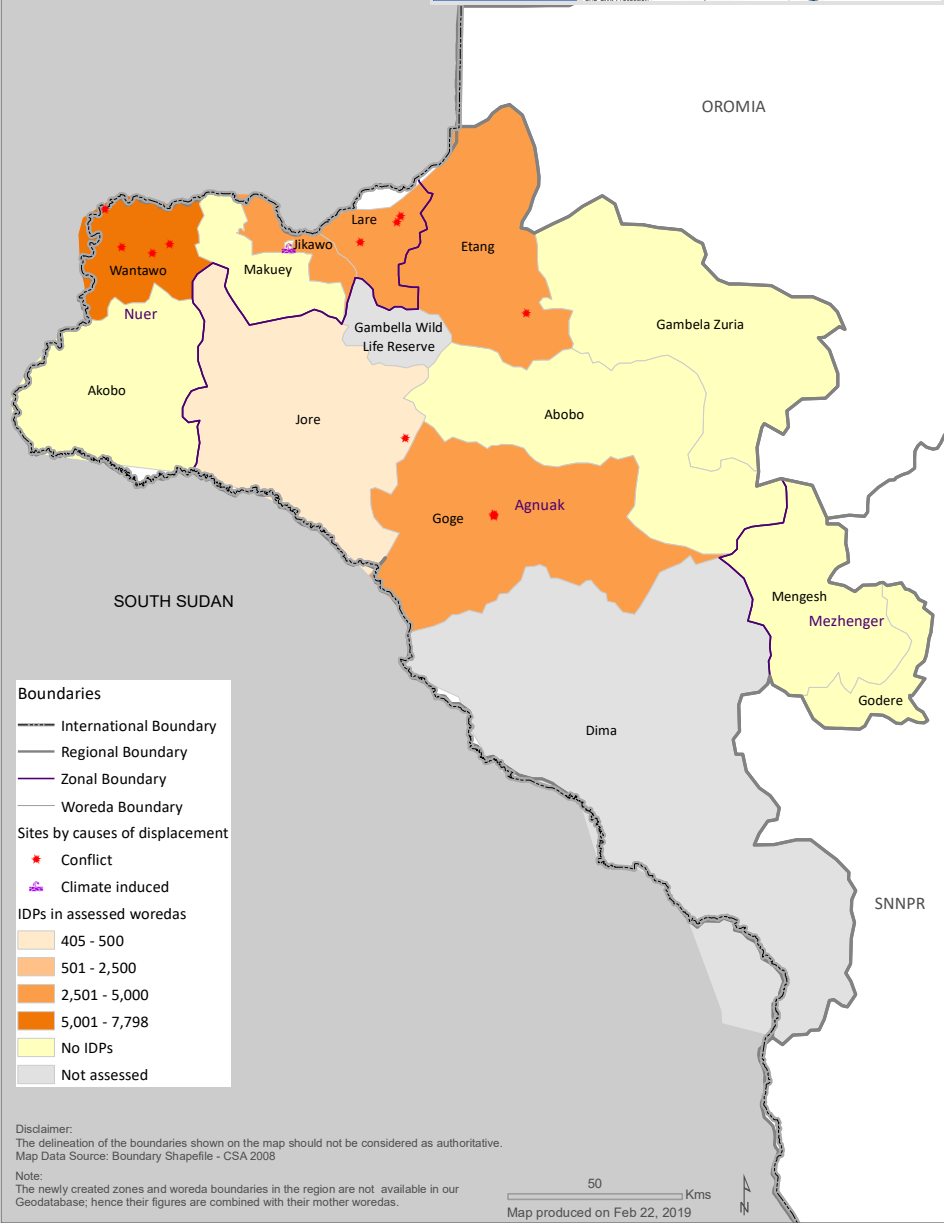 OROMIA
Lare
Jikawo
Etang
Wantawo
Makuey
Nuer
Gambella Wild
Life Reserve
Gambela Zuria
Akobo
Jore
Abobo
Goge
Agnuak
SOUTH SUDAN
Mengesh
Mezhenger
Godere
Dima
SNNPR
Boundaries
International Boundary
Regional Boundary
Zonal Boundary
Woreda Boundary
Sites by causes of displacement
Conflict
Climate induced
IDPs in assessed woredas
405 - 500
501 - 2,500
2,501 - 5,000
5,001 - 7,798
No IDPs
Not assessed
Disclaimer:
The delineation of the boundaries shown on the map should not be considered as authoritative.
Map Data Source: Boundary Shapefile - CSA 2008
Note:
The newly created zones and woreda boundaries in the region are not available in our
Geodatabase; hence their figures are combined with their mother woredas.
50
Kms
Map produced on Feb 22, 2019
N